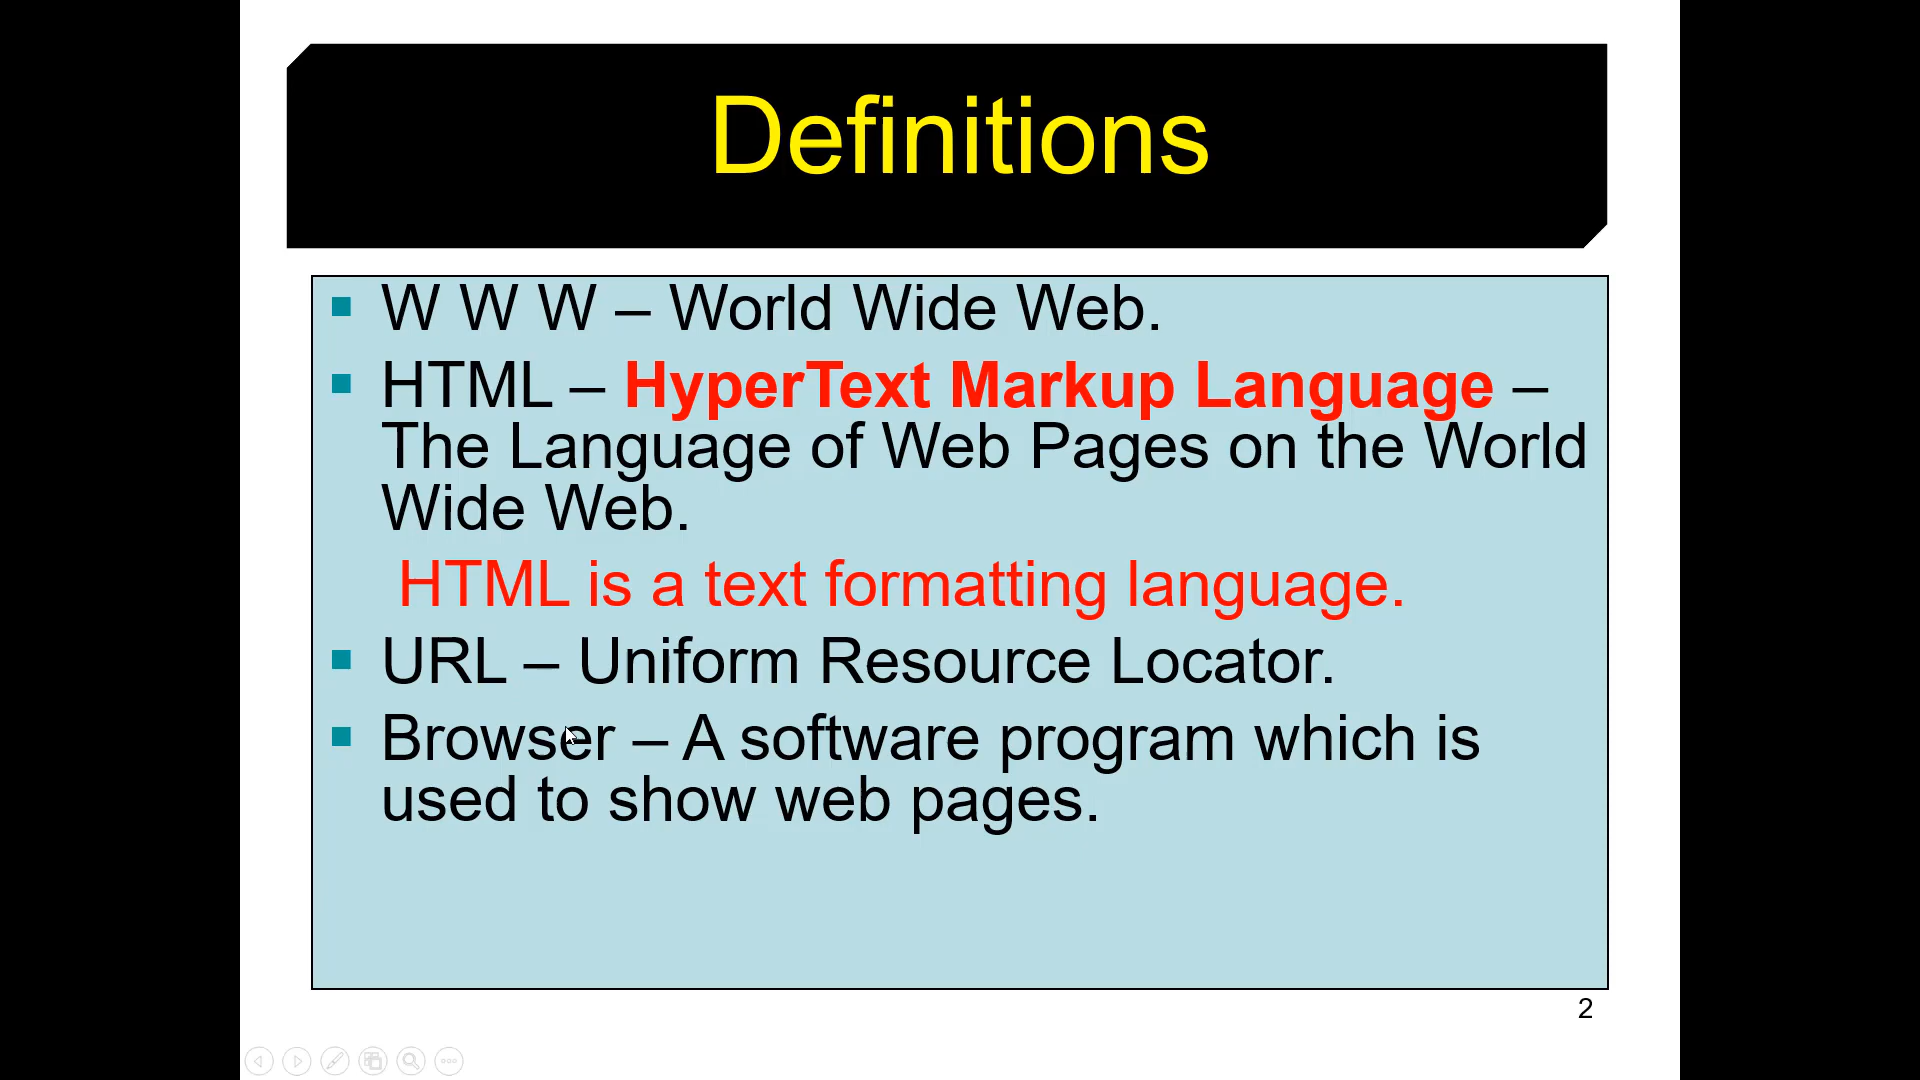 Definitions
W W W – World Wide Web.
HTML – HyperText Markup Language –
The Language of Web Pages on the World
Wide Web.
HTML is a text formatting language.
URL – Uniform Resource Locator.
Browser – A software program which is
used to show web pages.
2